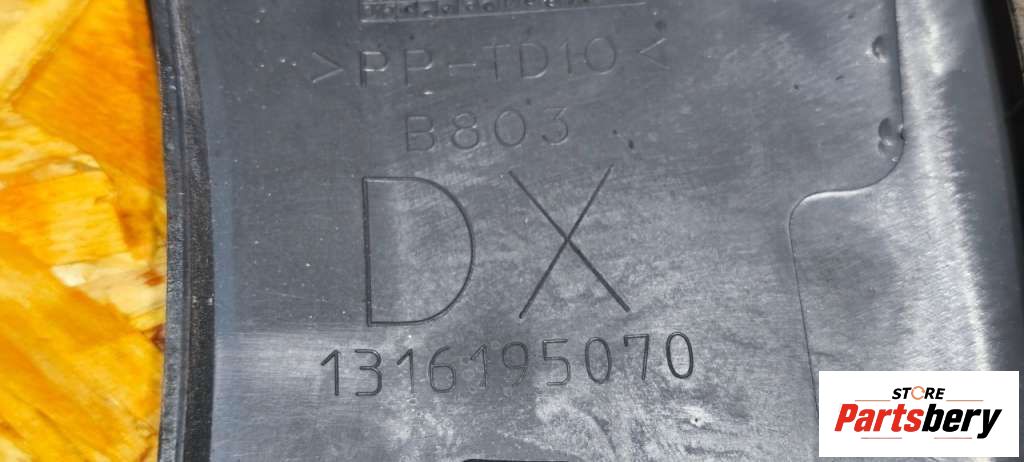 >PP-TD10<
B803
DX
1316195070
STORE
Partsbery